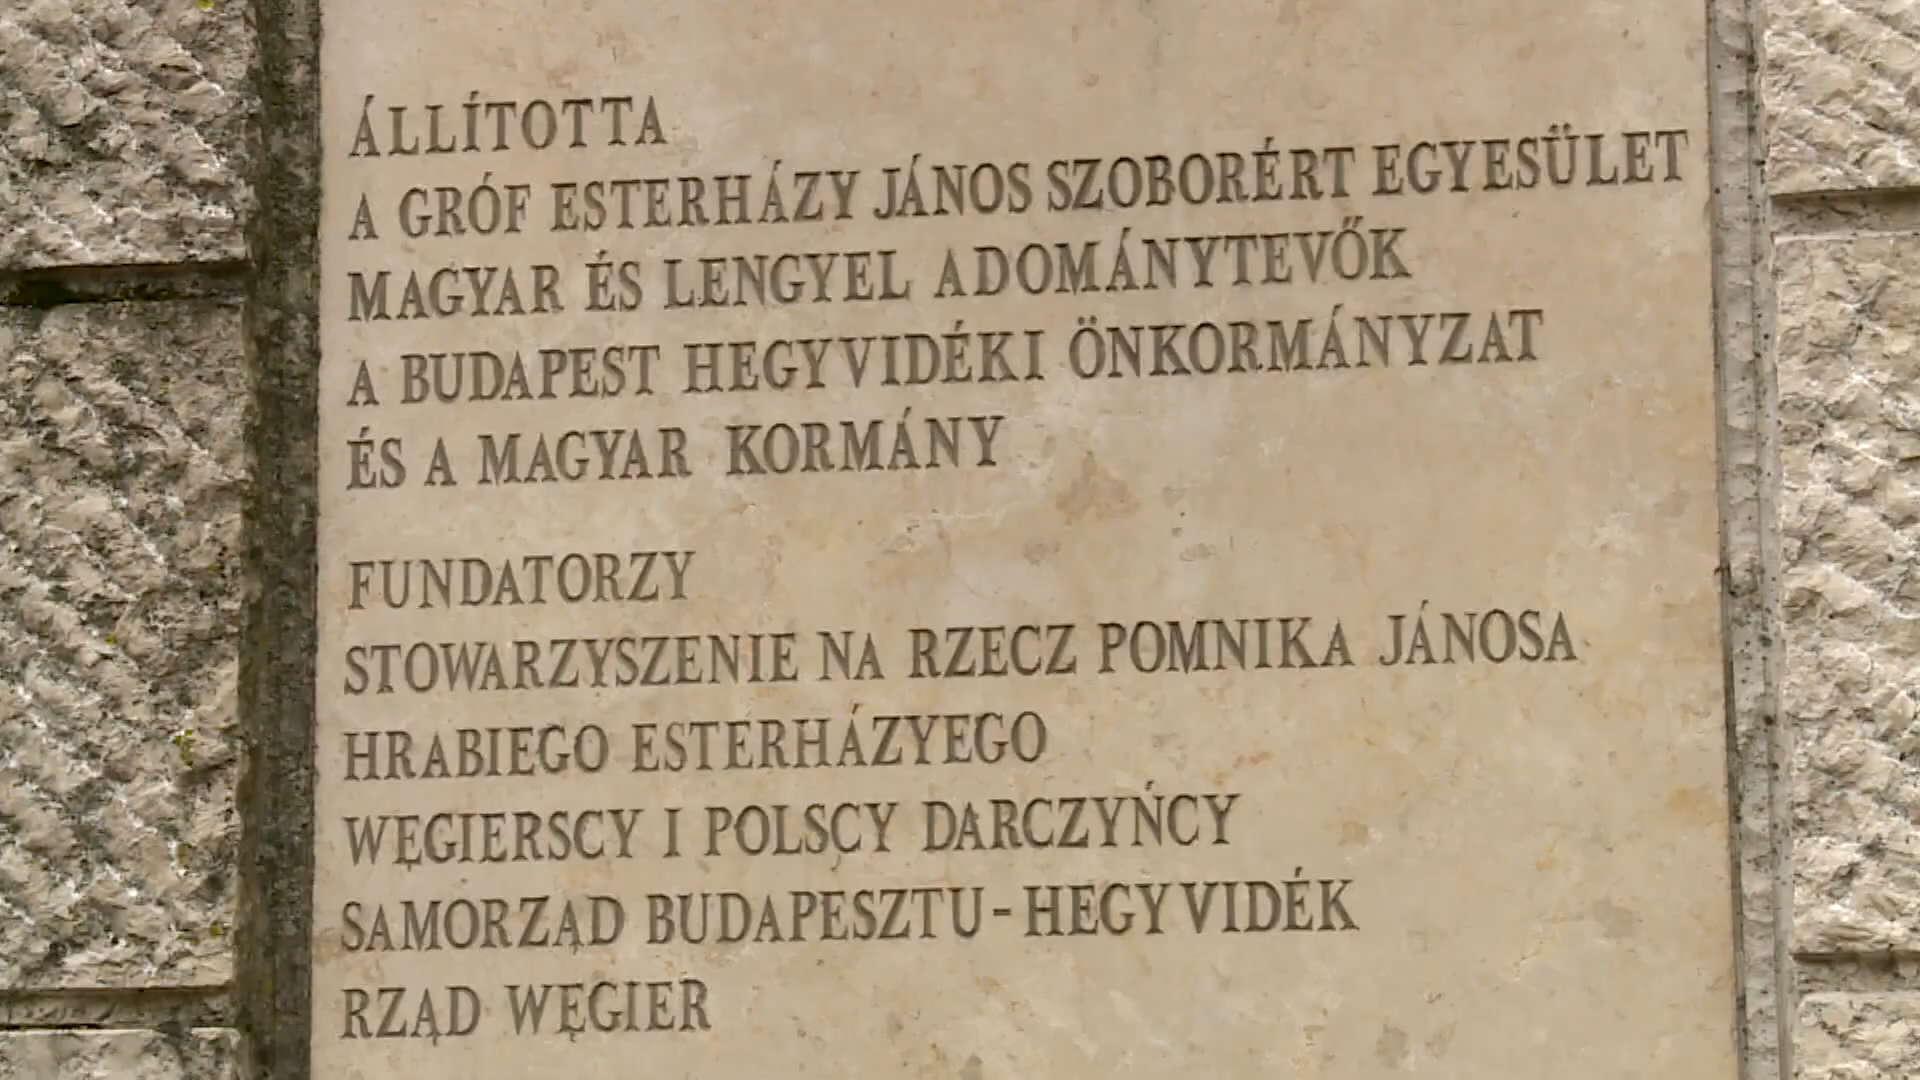 ÁLLÍTOTTA
A GRÓF ESTERHÁZY JÁNOS SZOBORÉRT EGYESÜLET
MAGYAR ÉS LENGYEL ADOMÁNYTEVŐK
A BUDAPEST HEGYVIDÉKI ÖNKORMÁNYZAT
ÉS A MAGYAR KORMÁNY
FUNDATORZY
STOWARZYSZENIE NA RZECZ POMNIKA JÁNOSA
HRABIEGO ESTERHÁZYEGO
WĘGIERSCY I POLSCY DARCZYŃCY
SAMORZĄD BUDAPESZTU-HEGYVIDÉK
RZĄD WĘGIER